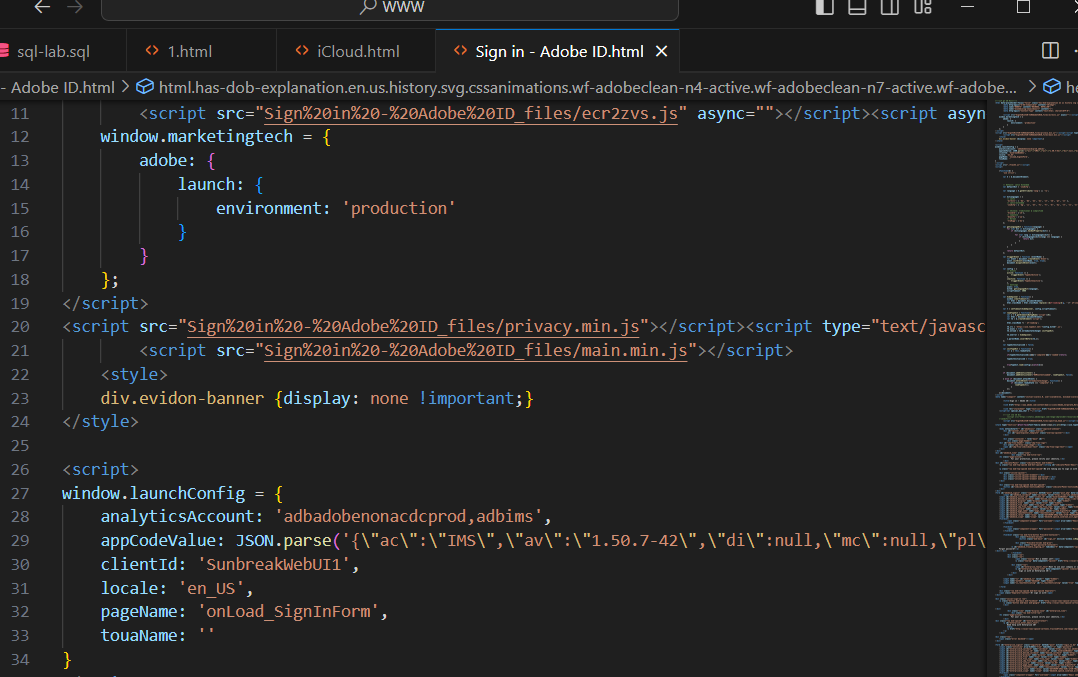 WWW
sql-lab.sql
1.html
iCloud.html
Sign in - Adobe ID.html
- Adobe ID.html > html.has-dob-explanation.en.us.history.svg.cssanimations.wf-adobeclean-n4-active.wf-adobeclean-n7-active.wf-adobe... > he
11 <script src="Sign%20in%20-%20Adobe%20ID_files/ecr2zvs.js" async=""></script><script asyn
12 window.marketingtech = {
13 adobe: {
14 launch: {
15 environment: 'production'
16 }
17 }
18 };
19 </script>
20 <script src="Sign%20in%20-%20Adobe%20ID_files/privacy.min.js"></script><script type="text/javasc
21 <script src="Sign%20in%20-%20Adobe%20ID_files/main.min.js"></script>
22 <style>
23 div.evidon-banner {display: none !important;}
24 </style>
25
26 <script>
27 window.launchConfig = {
28 analyticsAccount: 'adbadobenonacdcprod,adbims',
29 appCodeValue: JSON.parse('{\"ac\":\"IMS\",\"av\":\"1.50.7-42\",\"di\":null,\"mc\":null,\"pl\
30 clientId: 'SunbreakWebUI1',
31 locale: 'en_US',
32 pageName: 'onLoad_SignInForm',
33 touaName: ''
34 }